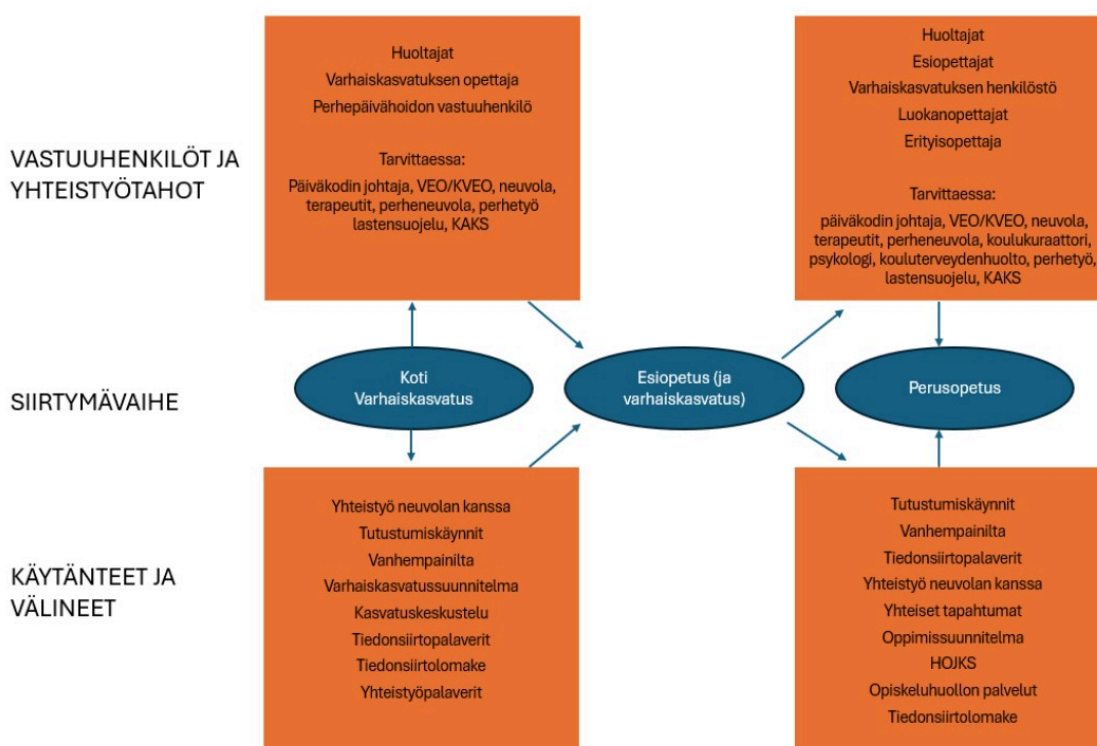 VASTUUHENKILÖT JA
YHTEISTYÖTAHOT
Huoltajat
Varhaiskasvatuksen opettaja
Perhepäivähoidon vastuuhenkilö
Tarvittaessa:
Päiväkodin johtaja, VEO/KVEO, neuvola,
terapeutit, perheneuvola, perhetyö
lastensuojelu, KAKS
Huoltajat
Esiopettajat
Varhaiskasvatuksen henkilöstö
Luokanopettajat
Erityisopettaja
Tarvittaessa:
päiväkodin johtaja, VEO/KVEO, neuvola,
terapeutit, perheneuvola, koulukuraattori,
psykologi, kouluterveydenhuolto, perhetyö,
lastensuojelu, KAKS
SIIRTYMÄVAIHE
Koti
Varhaiskasvatus
Esiopetus (ja
varhaiskasvatus)
Perusopetus
KÄYTÄNTEET JA
VÄLINEET
Yhteistyö neuvolan kanssa
Tutustumiskäynnit
Vanhempainilta
Varhaiskasvatussuunnitelma
Kasvatuskeskustelu
Tiedonsiirtopalaverit
Tiedonsiirtolomake
Yhteistyöpalaverit
Tutustumiskäynnit
Vanhempainilta
Tiedonsiirtopalaverit
Yhteistyö neuvolan kanssa
Yhteiset tapahtumat
Oppimissuunnitelma
HOJKS
Opiskeluhuollon palvelut
Tiedonsiirtolomake